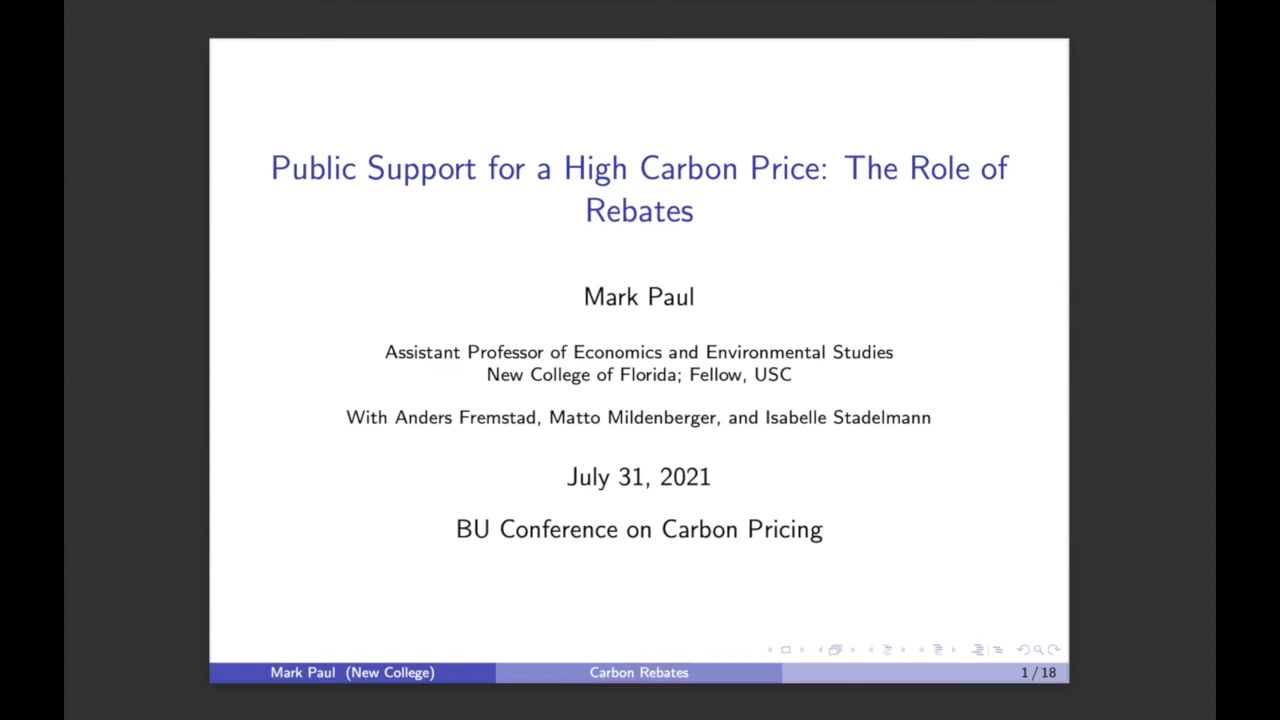 Public Support for a High Carbon Price: The Role of
Rebates
Mark Paul
Assistant Professor of Economics and Environmental Studies
New College of Florida; Fellow, USC
With Anders Fremstad, Matto Mildenberger, and Isabelle Stadelmann
July 31, 2021
BU Conference on Carbon Pricing
Mark Paul (New College)
Carbon Rebates
1 / 18